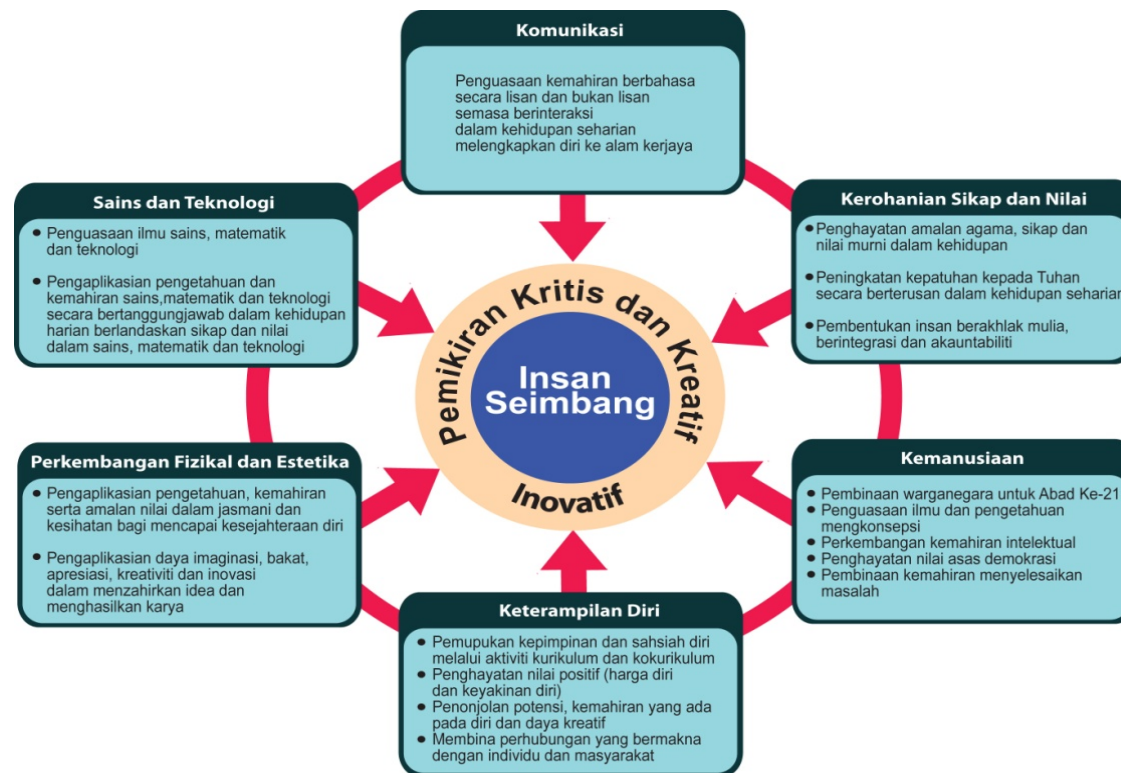 Komunikasi
Penguasaan kemahiran berbahasa
secara lisan dan bukan lisan
semasa berinteraksi
dalam kehidupan seharian
melengkapkan diri ke alam kerjaya
Sains dan Teknologi
• Penguasaan ilmu sains, matematik
dan teknologi
• Pengaplikasian pengetahuan dan
kemahiran sains,matematik dan teknologi
secara bertanggungjawab dalam kehidupan
harian berlandaskan sikap dan nilai
dalam sains, matematik dan teknologi
Kerohanian Sikap dan Nilai
• Penghayatan amalan agama, sikap dan
nilai murni dalam kehidupan
• Peningkatan kepatuhan kepada Tuhan
secara berterusan dalam kehidupan seharian
• Pembentukan insan berakhlak mulia,
berintegrasi dan akauntabiliti
Pemikiran Kritis dan Kreatif
Insan
Seimbang
Inovatif
Perkembangan Fizikal dan Estetika
• Pengaplikasian pengetahuan, kemahiran
serta amalan nilai dalam jasmani dan
kesihatan bagi mencapai kesejahteraan diri
• Pengaplikasian daya imaginasi, bakat,
apresiasi, kreativiti dan inovasi
dalam menzahirkan idea dan
menghasilkan karya
Kemanusiaan
• Pembinaan warganegara untuk Abad Ke-21
• Penguasaan ilmu dan pengetahuan
mengkonsepsi
• Perkembangan kemahiran intelektual
• Penghayatan nilai asas demokrasi
• Pembinaan kemahiran menyelesaikan
masalah
Keterampilan Diri
• Pemupukan kepimpinan dan sahsiah diri
melalui aktiviti kurikulum dan kokurikulum
• Penghayatan nilai positif (harga diri
dan keyakinan diri)
• Penonjolan potensi, kemahiran yang ada
pada diri dan daya kreatif
• Membina perhubungan yang bermakna
dengan individu dan masyarakat